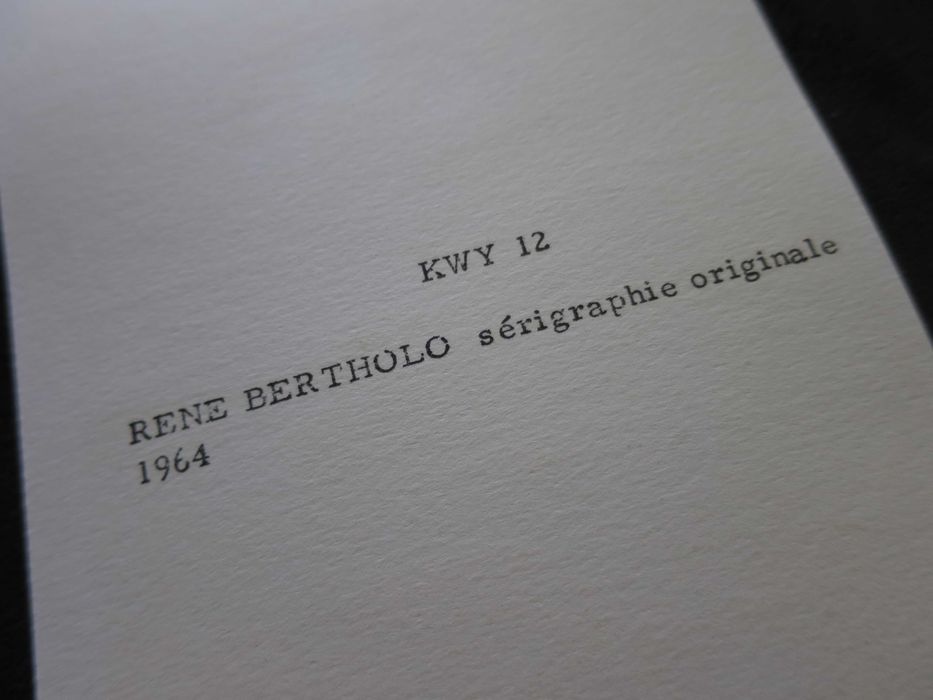 KWY 12
RENE BERTHOLO sérigraphie originale
1964